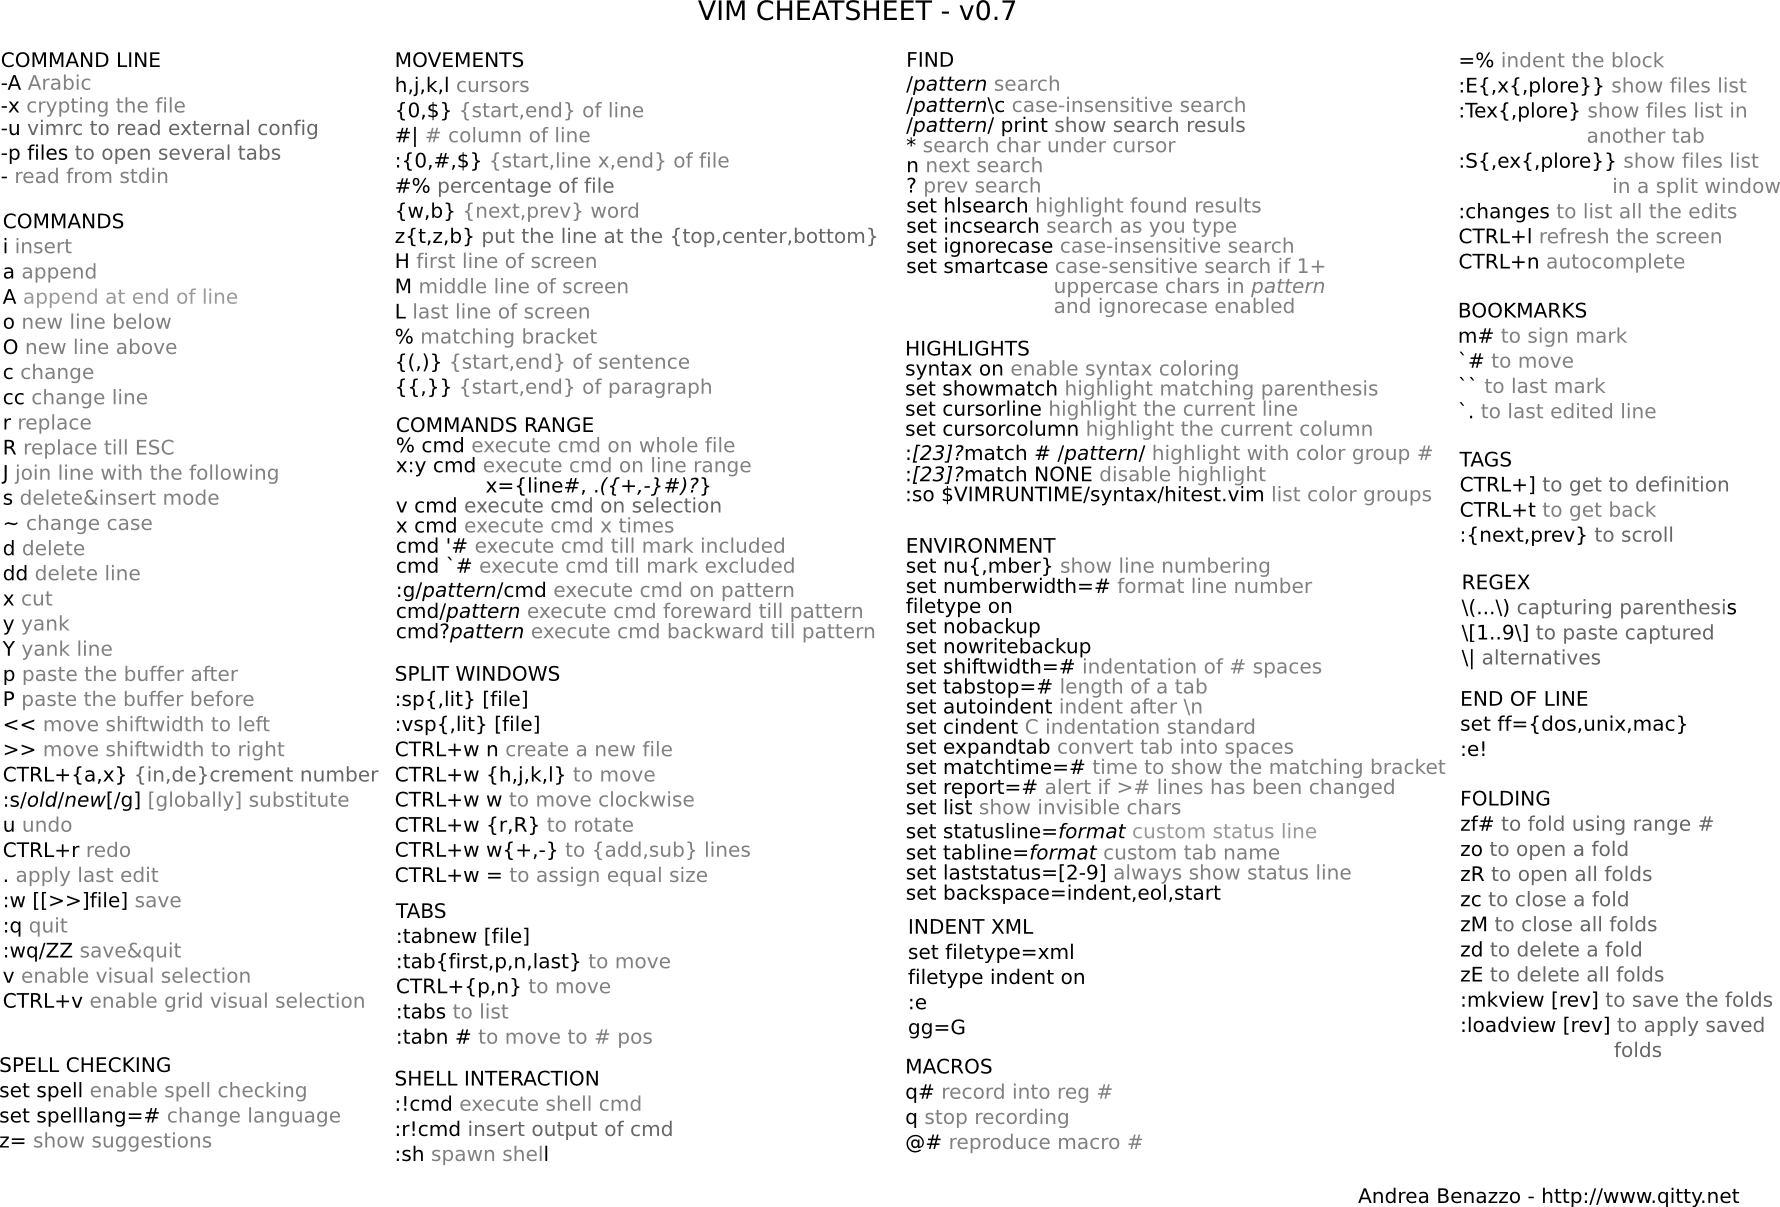 VIM CHEATSHEET - v0.7
COMMAND LINE
-A Arabic
-x crypting the file
-u vimrc to read external config
-p files to open several tabs
- read from stdin
COMMANDS
i insert
a append
A append at end of line
o new line below
O new line above
c change
cc change line
r replace
R replace till ESC
J join line with the following
s delete&insert mode
~ change case
d delete
dd delete line
x cut
y yank
Y yank line
p paste the buffer after
P paste the buffer before
<< move shiftwidth to left
>> move shiftwidth to right
CTRL+{a,x} {in,de}crement number
:s/old/new[/g] [globally] substitute
u undo
CTRL+r redo
. apply last edit
:w [[>>]file] save
:q quit
:wq/ZZ save&quit
v enable visual selection
CTRL+v enable grid visual selection
SPELL CHECKING
set spell enable spell checking
set spelllang=# change language
z= show suggestions
MOVEMENTS
h,j,k,l cursors
{0,$} {start,end} of line
#| # column of line
:{0,#,$} {start,line x,end} of file
#% percentage of file
{w,b} {next,prev} word
z{t,z,b} put the line at the {top,center,bottom}
H first line of screen
M middle line of screen
L last line of screen
% matching bracket
{(,)} {start,end} of sentence
{{,}} {start,end} of paragraph
COMMANDS RANGE
% cmd execute cmd on whole file
x:y cmd execute cmd on line range
x={line#, .({+,-}#)?}
v cmd execute cmd on selection
x cmd execute cmd x times
cmd '# execute cmd till mark included
cmd `# execute cmd till mark excluded
:g/pattern/cmd execute cmd on pattern
cmd/pattern execute cmd foreward till pattern
cmd?pattern execute cmd backward till pattern
SPLIT WINDOWS
:sp{,lit} [file]
:vsp{,lit} [file]
CTRL+w n create a new file
CTRL+w {h,j,k,l} to move
CTRL+w w to move clockwise
CTRL+w {r,R} to rotate
CTRL+w w{+,-} to {add,sub} lines
CTRL+w = to assign equal size
TABS
:tabnew [file]
:tab{first,p,n,last} to move
CTRL+{p,n} to move
:tabs to list
:tabn # to move to # pos
SHELL INTERACTION
:!cmd execute shell cmd
:r!cmd insert output of cmd
:sh spawn shell
FIND
/pattern search
/pattern\c case-insensitive search
/pattern/ print show search resuls
* search char under cursor
n next search
? prev search
set hlsearch highlight found results
set incsearch search as you type
set ignorecase case-insensitive search
set smartcase case-sensitive search if 1+
uppercase chars in pattern
and ignorecase enabled
HIGHLIGHTS
syntax on enable syntax coloring
set showmatch highlight matching parenthesis
set cursorline highlight the current line
set cursorcolumn highlight the current column
:[23]?match # /pattern/ highlight with color group #
:[23]?match NONE disable highlight
:so $VIMRUNTIME/syntax/hitest.vim list color groups
ENVIRONMENT
set nu{,mber} show line numbering
set numberwidth=# format line number
filetype on
set nobackup
set nowritebackup
set shiftwidth=# indentation of # spaces
set tabstop=# length of a tab
set autoindent indent after \n
set cindent C indentation standard
set expandtab convert tab into spaces
set matchtime=# time to show the matching bracket
set report=# alert if ># lines has been changed
set list show invisible chars
set statusline=format custom status line
set tabline=format custom tab name
set laststatus=[2-9] always show status line
set backspace=indent,eol,start
INDENT XML
set filetype=xml
filetype indent on
:e
gg=G
MACROS
q# record into reg #
q stop recording
@# reproduce macro #
=% indent the block
:E{,x{,plore}} show files list
:Tex{,plore} show files list in
another tab
:S{,ex{,plore}} show files list
in a split window
:changes to list all the edits
CTRL+l refresh the screen
CTRL+n autocomplete
BOOKMARKS
m# to sign mark
`# to move
`` to last mark
`. to last edited line
TAGS
CTRL+] to get to definition
CTRL+t to get back
:{next,prev} to scroll
REGEX
\(...\) capturing parenthesis
\[1..9\] to paste captured
\| alternatives
END OF LINE
set ff={dos,unix,mac}
:e!
FOLDING
zf# to fold using range #
zo to open a fold
zR to open all folds
zc to close a fold
zM to close all folds
zd to delete a fold
zE to delete all folds
:mkview [rev] to save the folds
:loadview [rev] to apply saved
folds
Andrea Benazzo - http://www.qitty.net